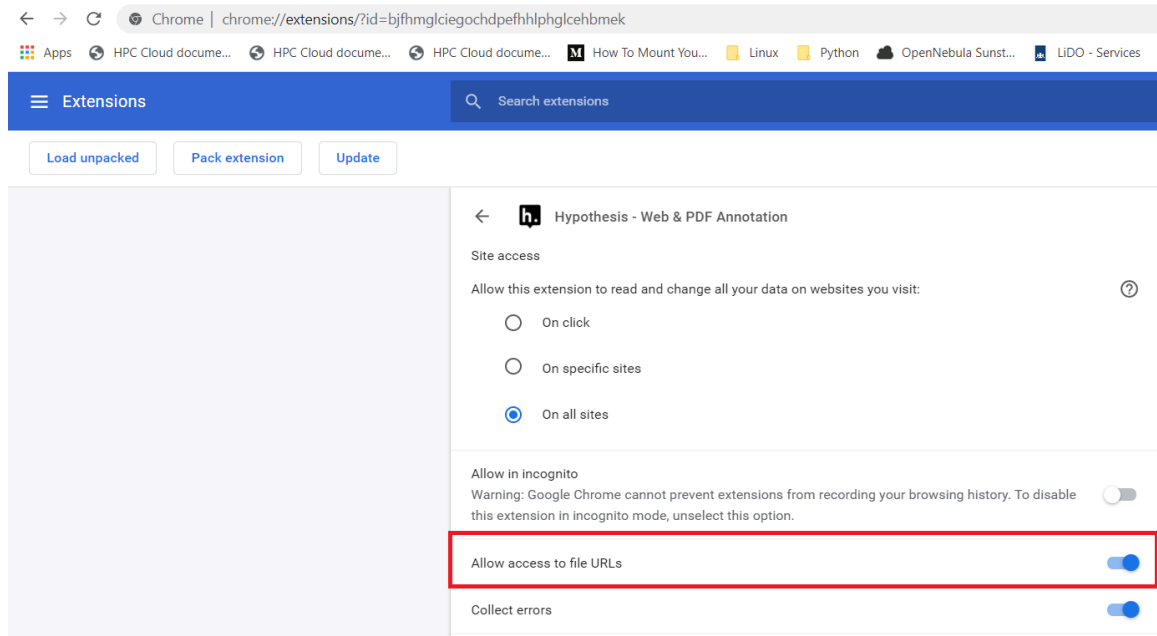 Chrome | chrome://extensions/?id=bjfhmglciegochdpefhhlphglcehbmek
Apps HPC Cloud docume... HPC Cloud docume... HPC Cloud docume... M How To Mount You... Linux Python OpenNebula Sunst... LiDO - Services
Extensions Search extensions
Load unpacked Pack extension Update
h. Hypothesis - Web & PDF Annotation
Site access
Allow this extension to read and change all your data on websites you visit: ?
On click
On specific sites
On all sites
Allow in incognito
Warning: Google Chrome cannot prevent extensions from recording your browsing history. To disable
this extension in incognito mode, unselect this option.
Allow access to file URLs
Collect errors